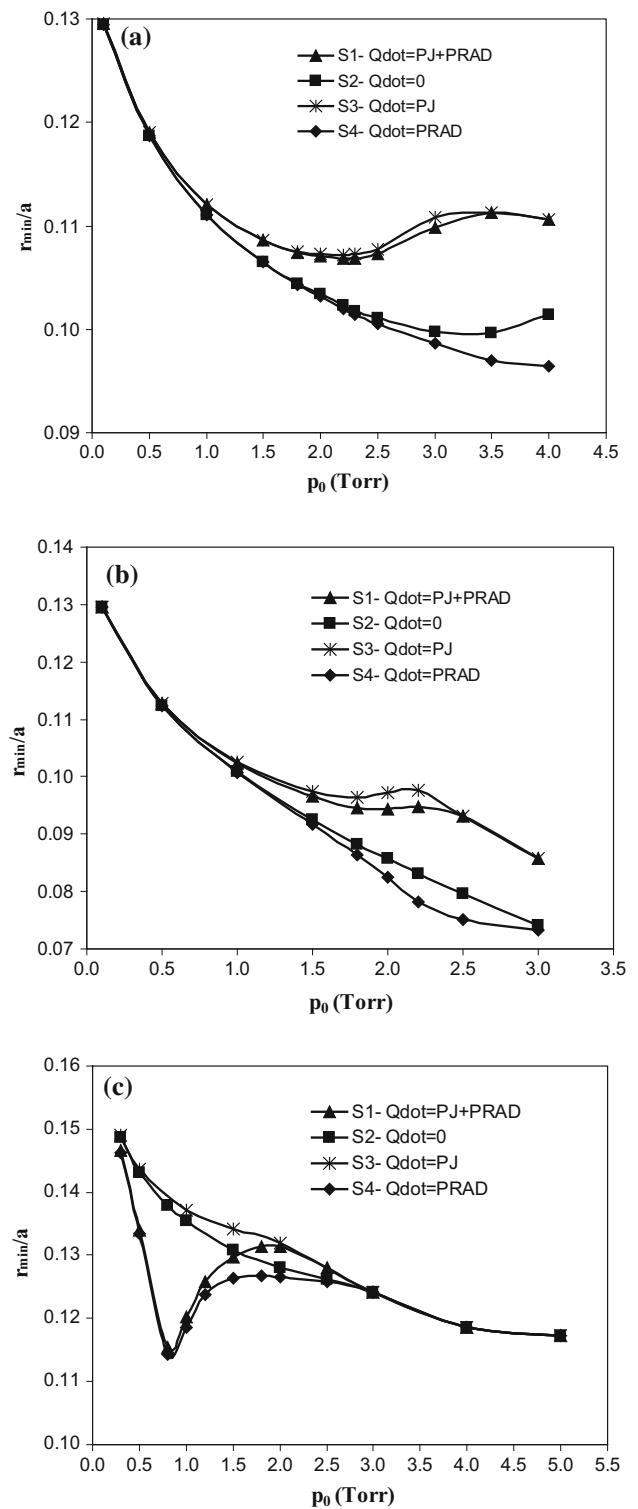 (a)
S1- Qdot=PJ+PRAD
S2- Qdot=0
S3- Qdot=PJ
S4- Qdot=PRAD
0.13
0.12
0.11
0.10
0.09
r_min/a
0.0 0.5 1.0 1.5 2.0 2.5 3.0 3.5 4.0 4.5
p_0 (Torr)
(b)
S1- Qdot=PJ+PRAD
S2- Qdot=0
S3- Qdot=PJ
S4- Qdot=PRAD
0.14
0.13
0.12
0.11
0.10
0.09
0.08
0.07
r_min/a
0.0 0.5 1.0 1.5 2.0 2.5 3.0 3.5
p_0 (Torr)
(c)
S1- Qdot=PJ+PRAD
S2- Qdot=0
S3- Qdot=PJ
S4- Qdot=PRAD
0.16
0.15
0.14
0.13
0.12
0.11
0.10
r_min/a
0.0 0.5 1.0 1.5 2.0 2.5 3.0 3.5 4.0 4.5 5.0 5.5
p_0 (Torr)